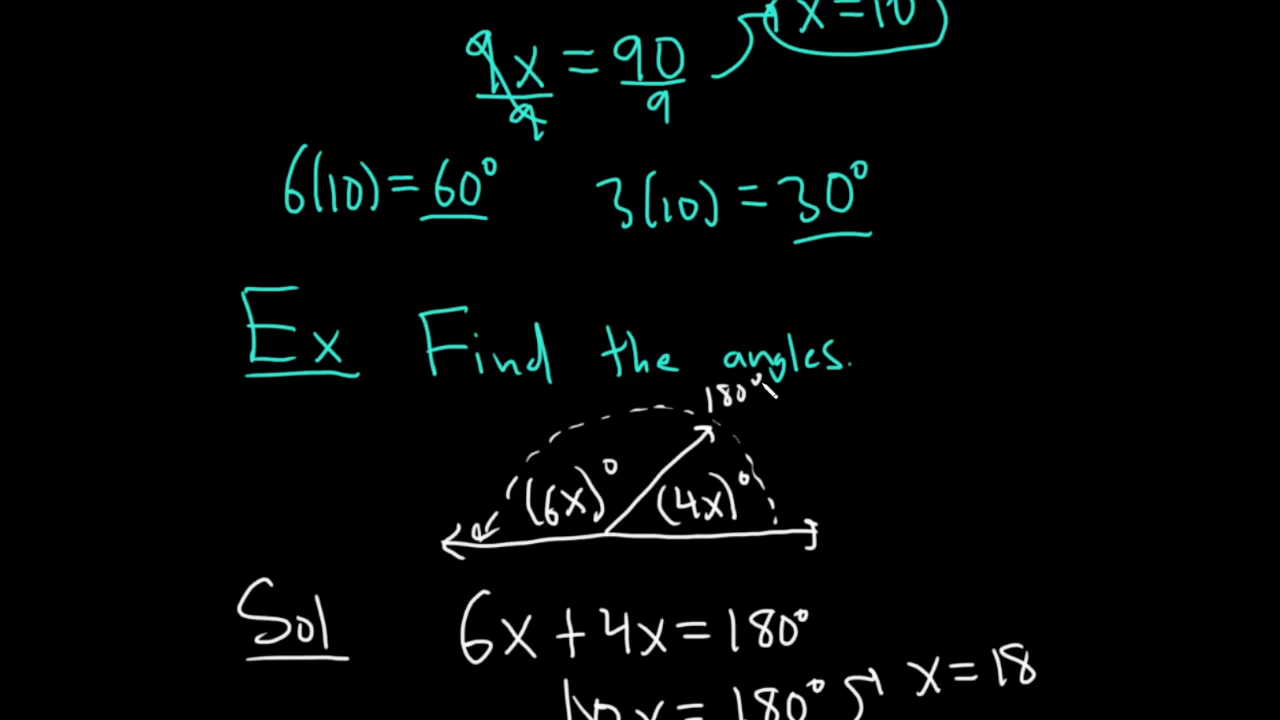 x = 10
9x = 90
9 9
6(10) = 60° 3(10) = 30°
Ex Find the angles.
180°
(6x)° (4x)°
Sol 6x + 4x = 180°
10x = 180° x = 18